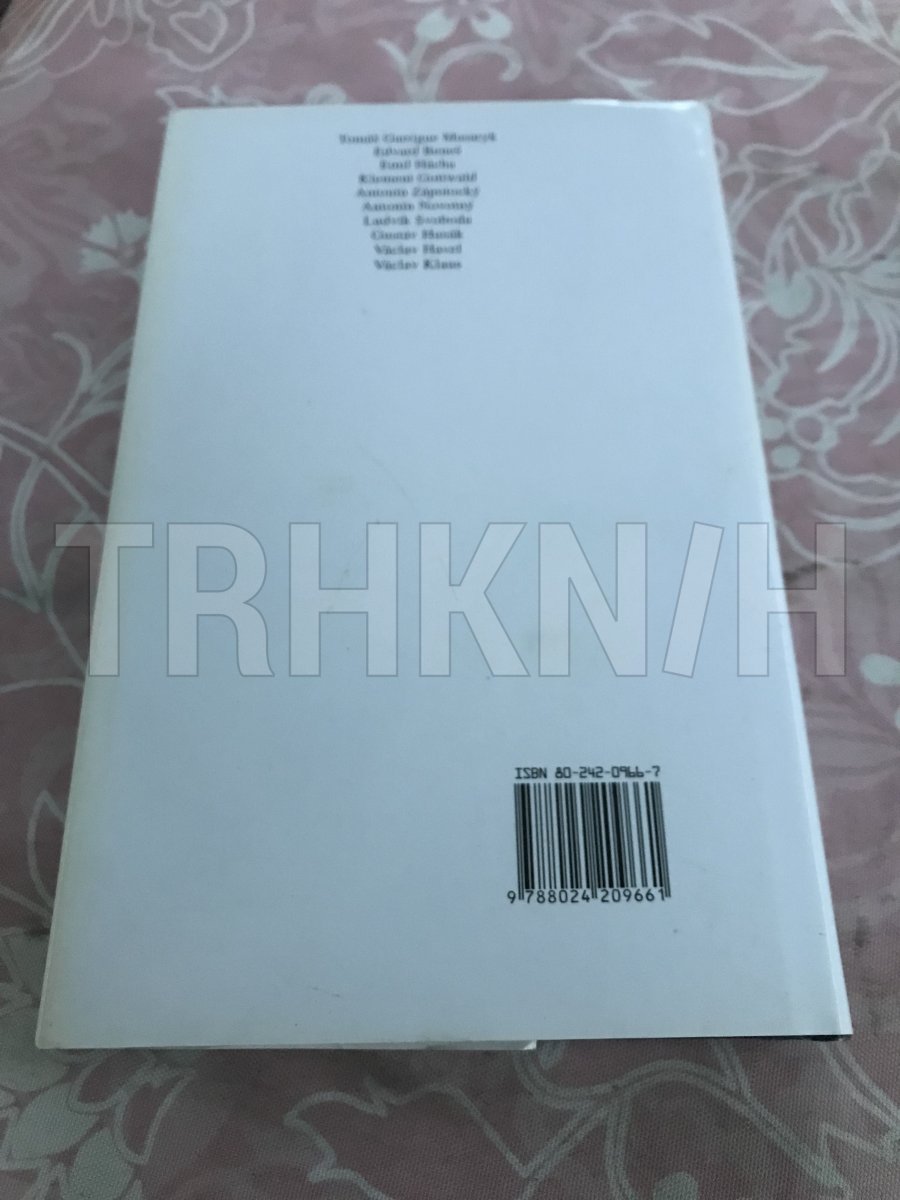 Tomáš Garrigue Masaryk
Edvard Beneš
Emil Hácha
Klement Gottwald
Antonín Zápotocký
Antonín Novotný
Ludvík Svoboda
Gustáv Husák
Václav Havel
Václav Klaus
TRHKNIH
ISBN 80-242-0966-7
9 788024 209661